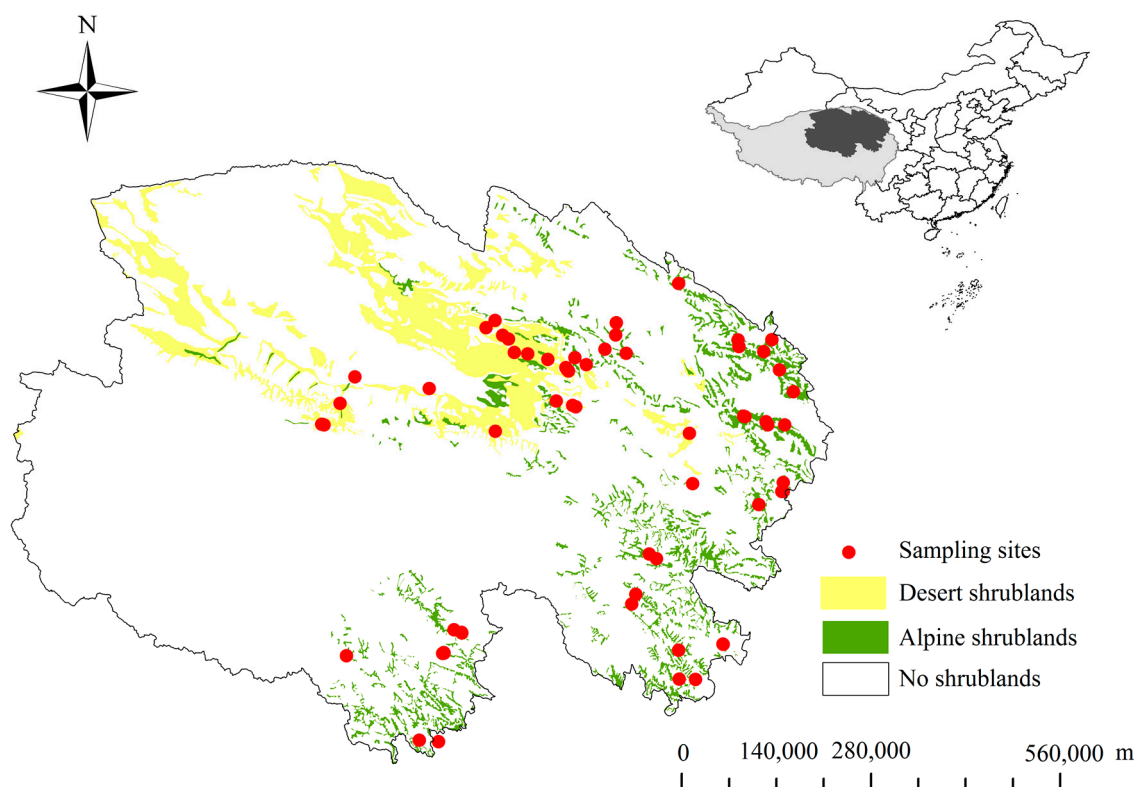 N
Sampling sites
Desert shrublands
Alpine shrublands
No shrublands
0 140,000 280,000 560,000 m